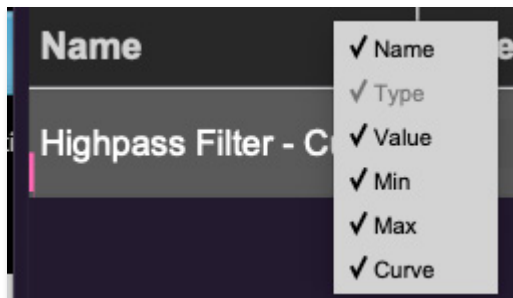 Name
Highpass Filter - C
✓ Name
✓ Type
✓ Value
✓ Min
✓ Max
✓ Curve